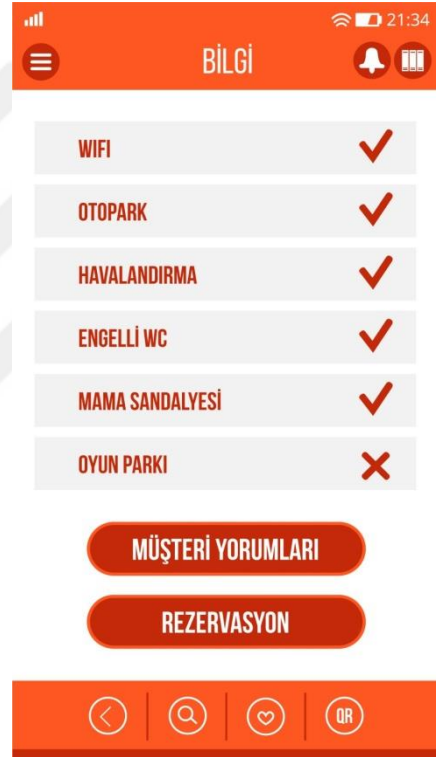 21:34
BİLGİ
WIFI
OTOPARK
HAVALANDIRMA
ENGELLİ WC
MAMA SANDALYESİ
OYUN PARKI
MÜŞTERİ YORUMLARI
REZERVASYON
QR